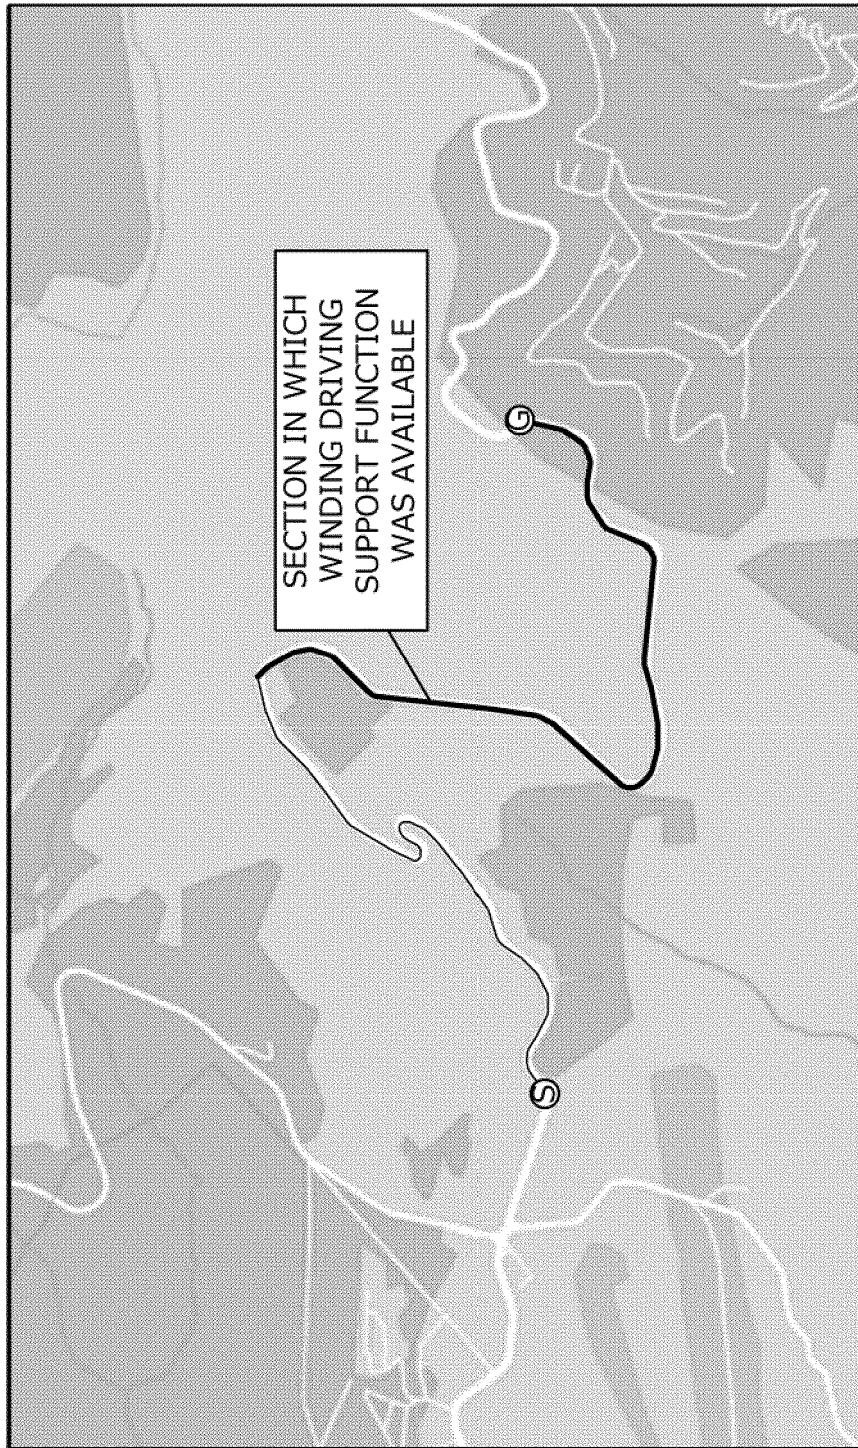 SECTION IN WHICH
WINDING DRIVING
SUPPORT FUNCTION
WAS AVAILABLE
G
S